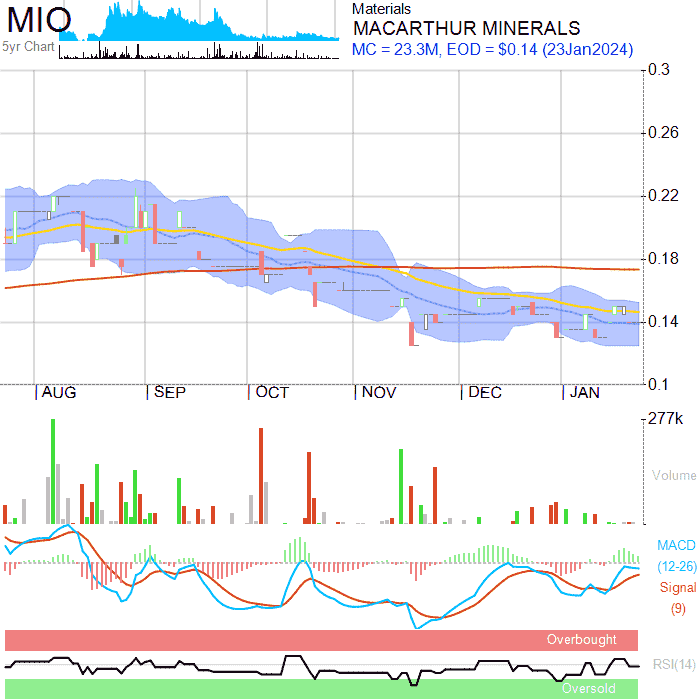 MIO
5yr Chart
Materials
MACARTHUR MINERALS
MC = 23.3M, EOD = $0.14 (23Jan2024)
0.3
0.26
0.22
0.18
0.14
0.1
AUG SEP OCT NOV DEC JAN
277k
Volume
MACD
(12-26)
Signal
(9)
Overbought
RSI(14)
Oversold